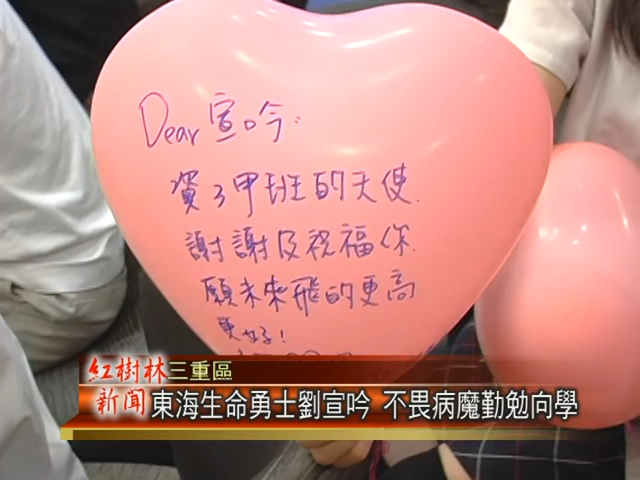 Dear 宣吟:
資3甲班的天使.
謝謝及祝福你.
願未來飛的更高
更好!
紅樹林 三重區
新聞 東海生命勇士劉宣吟 不畏病魔勤勉向學